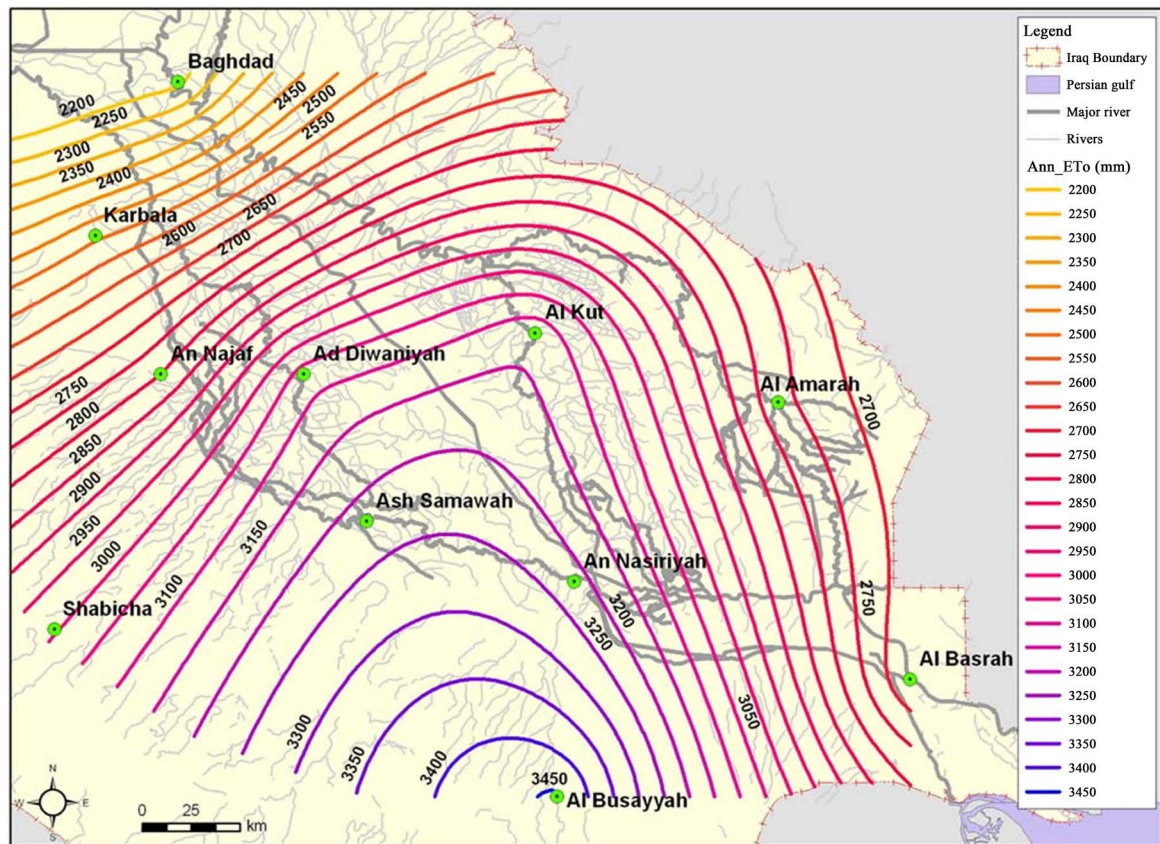 Baghdad
2200
2250
2300
2350
2400
2450
2500
2550
2600
2650
2700
Karbala
An Najaf
Ad Diwaniyah
Al Kut
Al Amarah
2700
2750
2800
2850
2900
2950
3000
3100
3150
Ash Samawah
An Nasiriyah
3200
3250
2750
Shabicha
Al Basrah
3050
3300
3350
3400
3450
Al Busayyah
N
W
E
S
0 25
km
Legend
Iraq Boundary
Persian gulf
Major river
Rivers
Ann_ETo (mm)
2200
2250
2300
2350
2400
2450
2500
2550
2600
2650
2700
2750
2800
2850
2900
2950
3000
3050
3100
3150
3200
3250
3300
3350
3400
3450